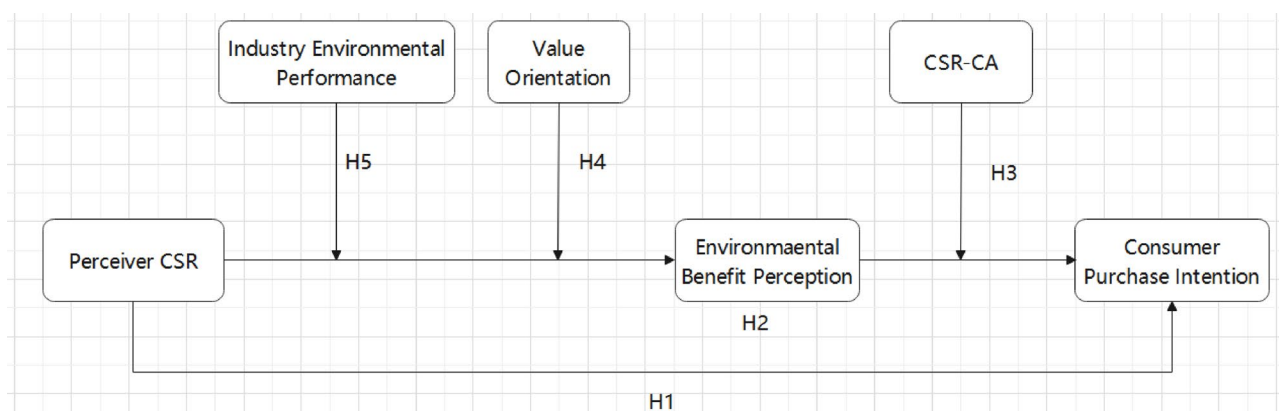 Industry Environmental
Performance
Value
Orientation
CSR-CA
H5
H4
H3
Perceiver CSR
Environmaental
Benefit Perception
Consumer
Purchase Intention
H2
H1